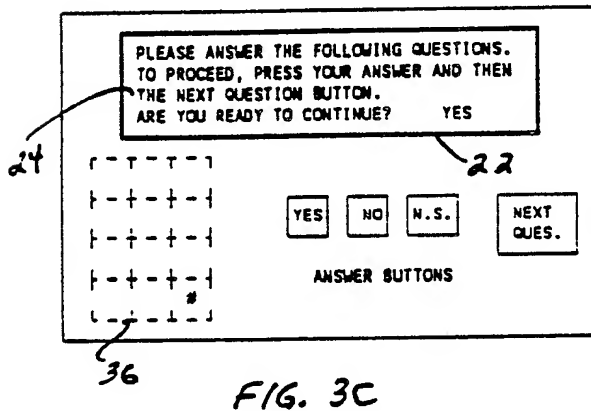 PLEASE ANSWER THE FOLLOWING QUESTIONS.
TO PROCEED, PRESS YOUR ANSWER AND THEN
THE NEXT QUESTION BUTTON.
ARE YOU READY TO CONTINUE? YES
24
22
YES NO N.S. NEXT
QUES.
ANSWER BUTTONS
#
36
FIG. 3C